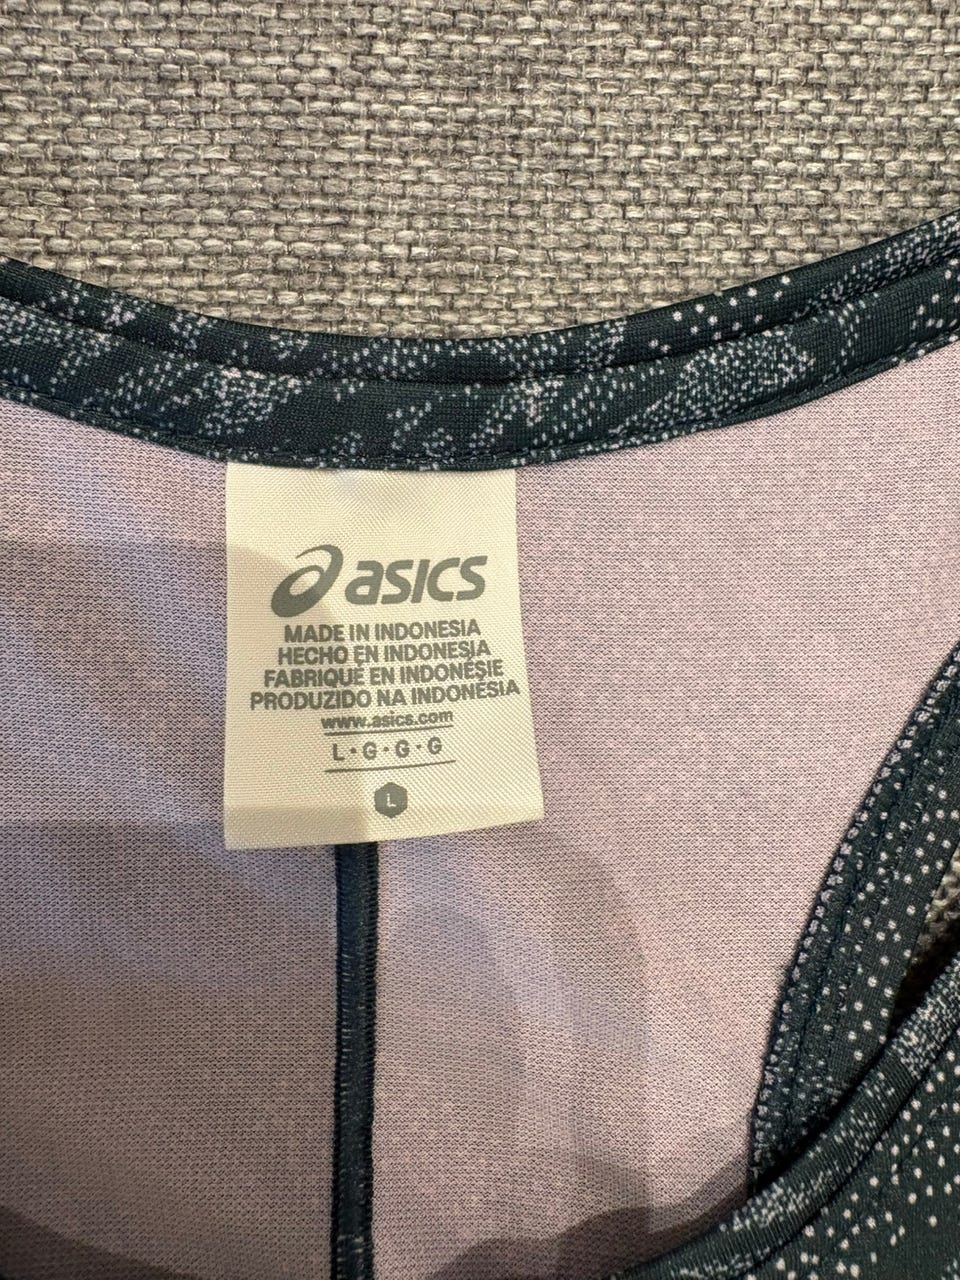 asics
MADE IN INDONESIA
HECHO EN INDONESIA
FABRIQUÉ EN INDONÉSIE
PRODUZIDO NA INDONÉSIA
www.asics.com
L·G·G·G
L